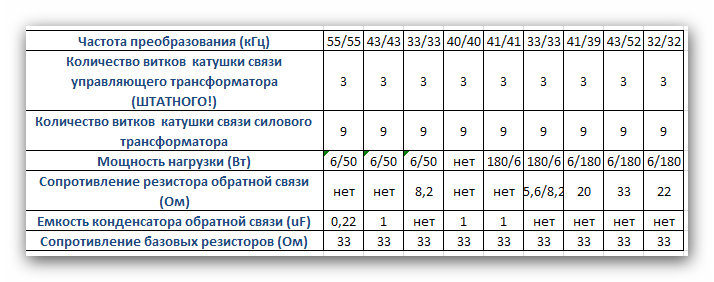 Частота преобразования (кГц) 55/55 43/43 33/33 40/40 41/41 33/33 41/39 43/52 32/32
Количество витков катушки связи
управляющего трансформатора 3 3 3 3 3 3 3 3 3
(ШТАТНОГО!)
Количество витков катушки связи силового 9 9 9 9 9 9 9 9 9
трансформатора
Мощность нагрузки (Вт) 6/50 6/50 6/50 нет 180/6 180/6 6/180 6/180 6/180
Сопротивление резистора обратной связи нет нет 8,2 нет нет 5,6/8,2 20 33 22
(Ом)
Емкость конденсатора обратной связи (uF) 0,22 1 нет 1 1 нет нет нет нет
Сопротивление базовых резисторов (Ом) 33 33 33 33 33 33 33 33 33